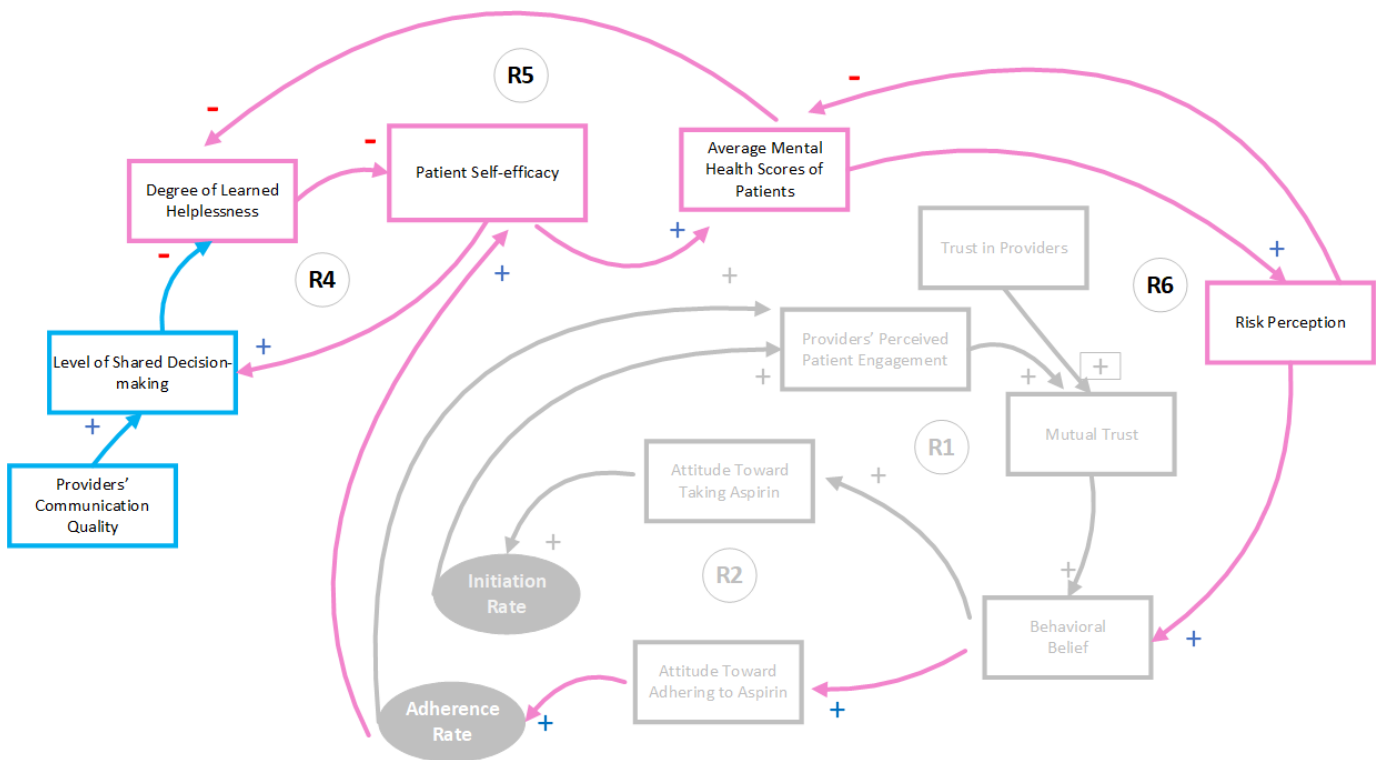 R5
-
-
-
Degree of Learned
Helplessness
Patient Self-efficacy
Average Mental
Health Scores of
Patients
+
+
-
R4
+
Trust in Providers
+
R6
+
Risk Perception
Level of Shared Decision-
making
+
Providers' Perceived
Patient Engagement
+
+
+
+
Mutual Trust
R1
Providers'
Communication
Quality
Attitude Toward
Taking Aspirin
+
+
R2
+
Initiation
Rate
Behavioral
Belief
+
Attitude Toward
Adhering to Aspirin
+
Adherence
Rate
+